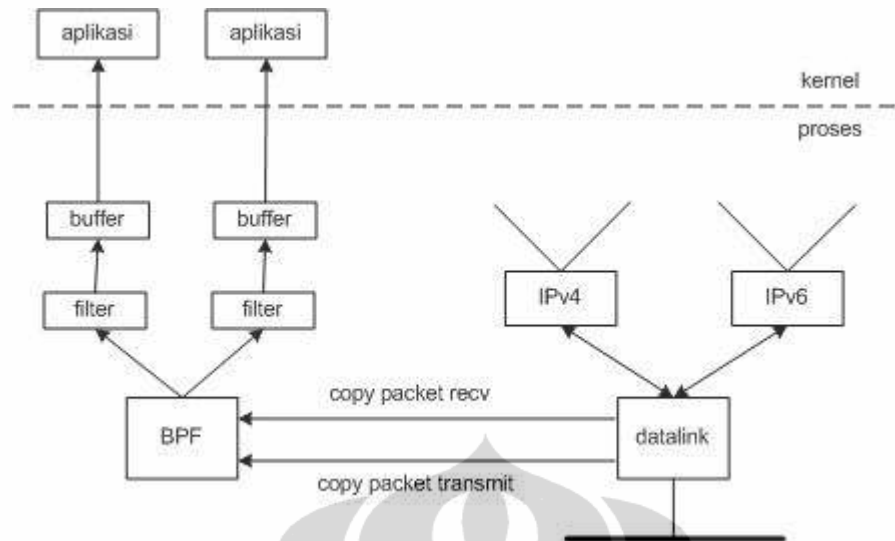 aplikasi
aplikasi
kernel
proses
buffer
buffer
filter
filter
IPv4
IPv6
copy packet recv
BPF
datalink
copy packet transmit